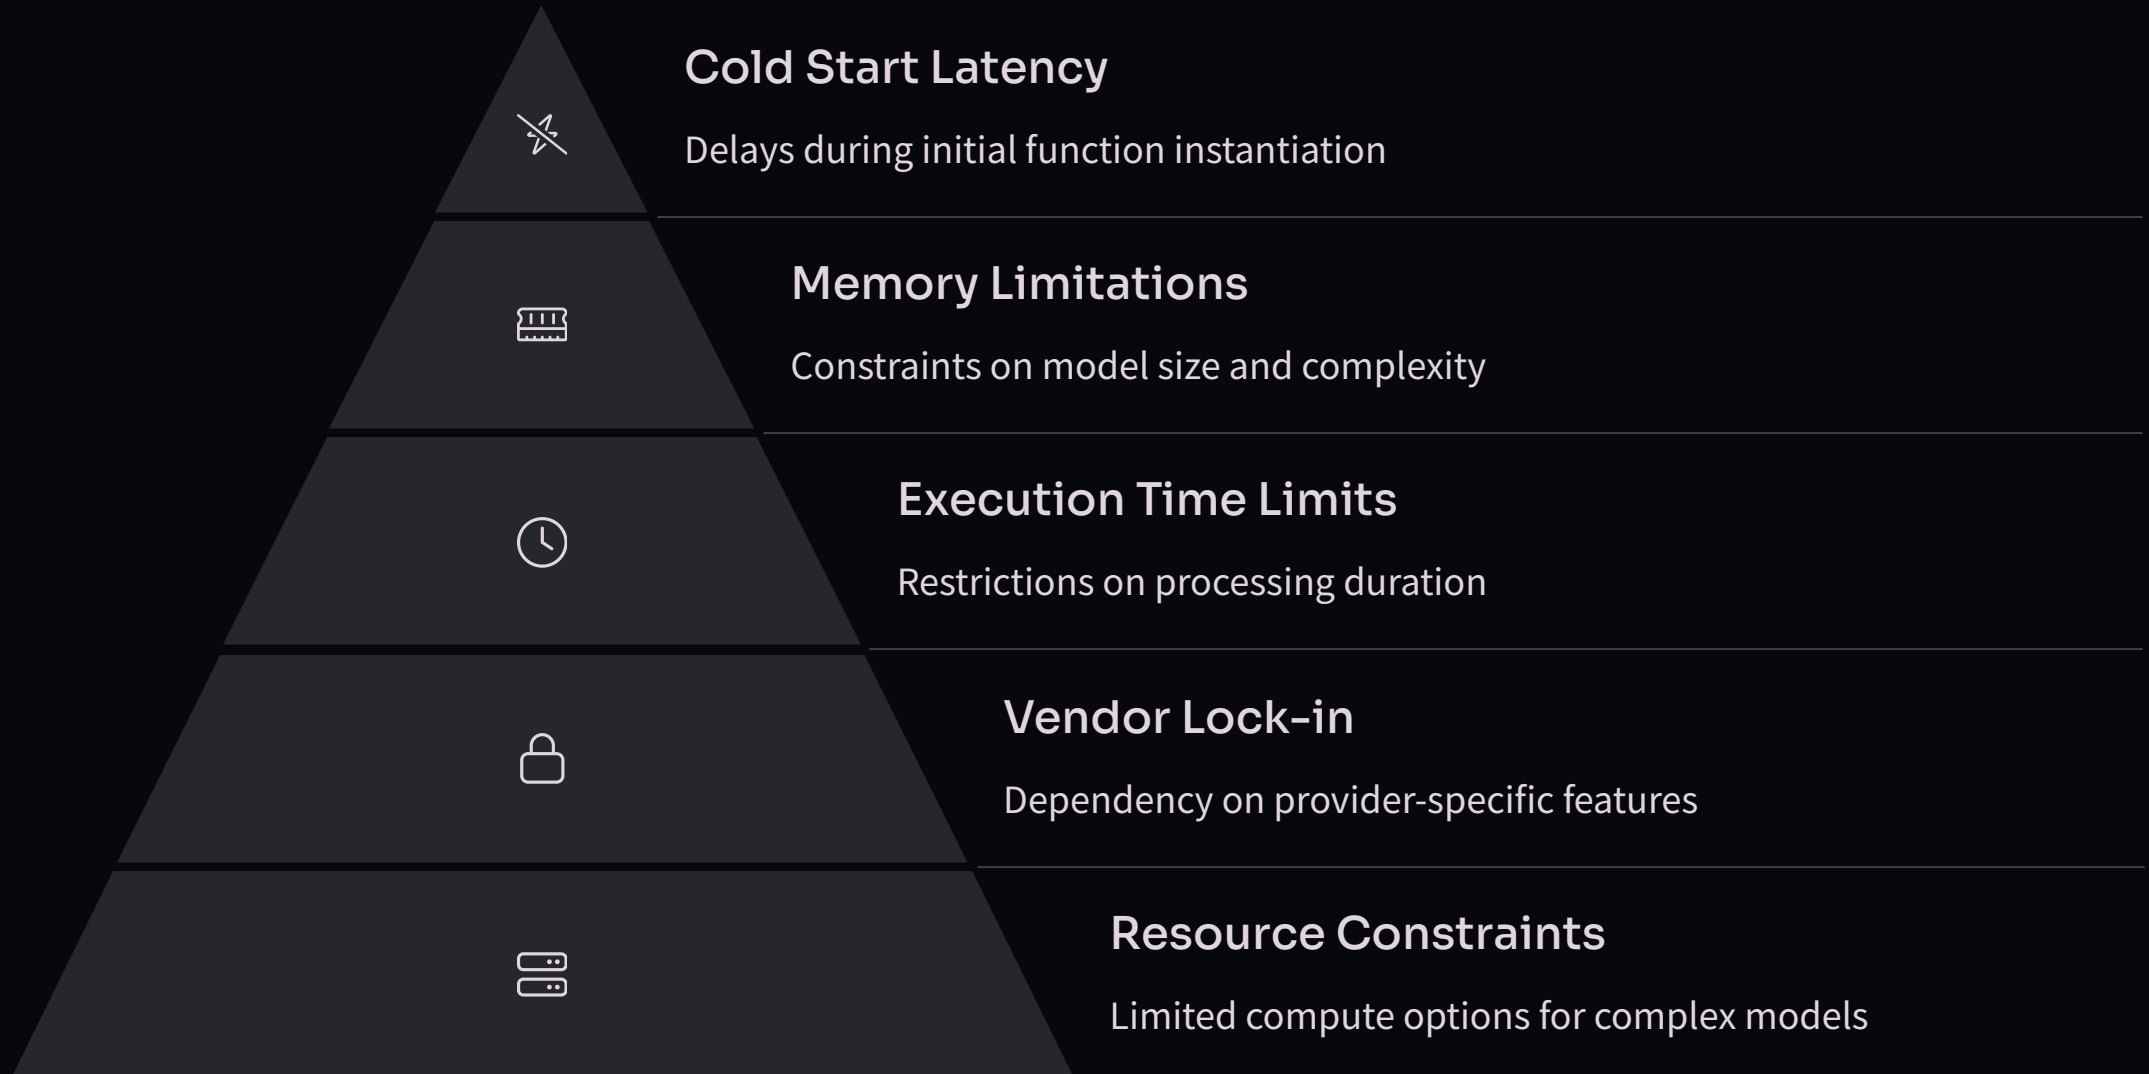 Cold Start Latency
Delays during initial function instantiation
Memory Limitations
Constraints on model size and complexity
Execution Time Limits
Restrictions on processing duration
Vendor Lock-in
Dependency on provider-specific features
Resource Constraints
Limited compute options for complex models